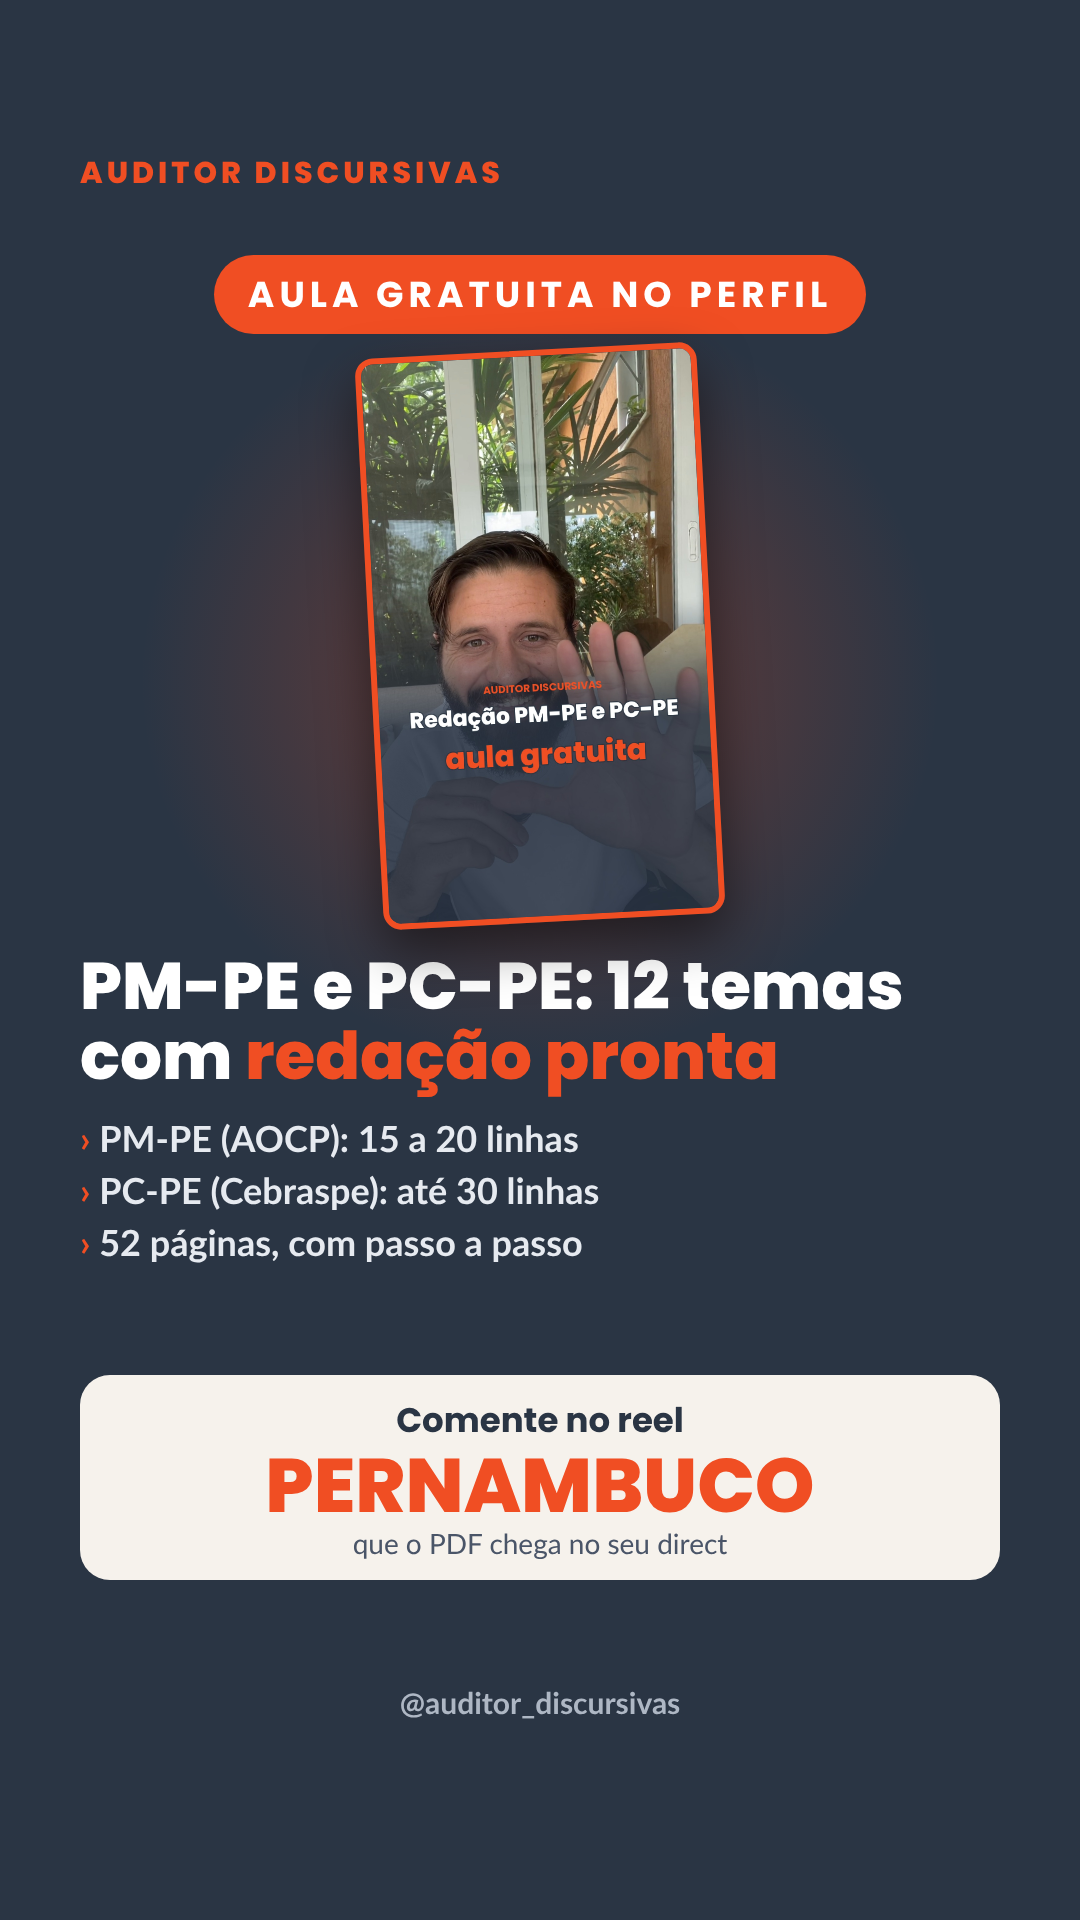 AUDITOR DISCURSIVAS
AULA GRATUITA NO PERFIL
AUDITOR DISCURSIVAS
Redação PM-PE e PC-PE
aula gratuita
PM-PE e PC-PE: 12 temas
com redação pronta
› PM-PE (AOCP): 15 a 20 linhas
› PC-PE (Cebraspe): até 30 linhas
› 52 páginas, com passo a passo
Comente no reel
PERNAMBUCO
que o PDF chega no seu direct
@auditor_discursivas